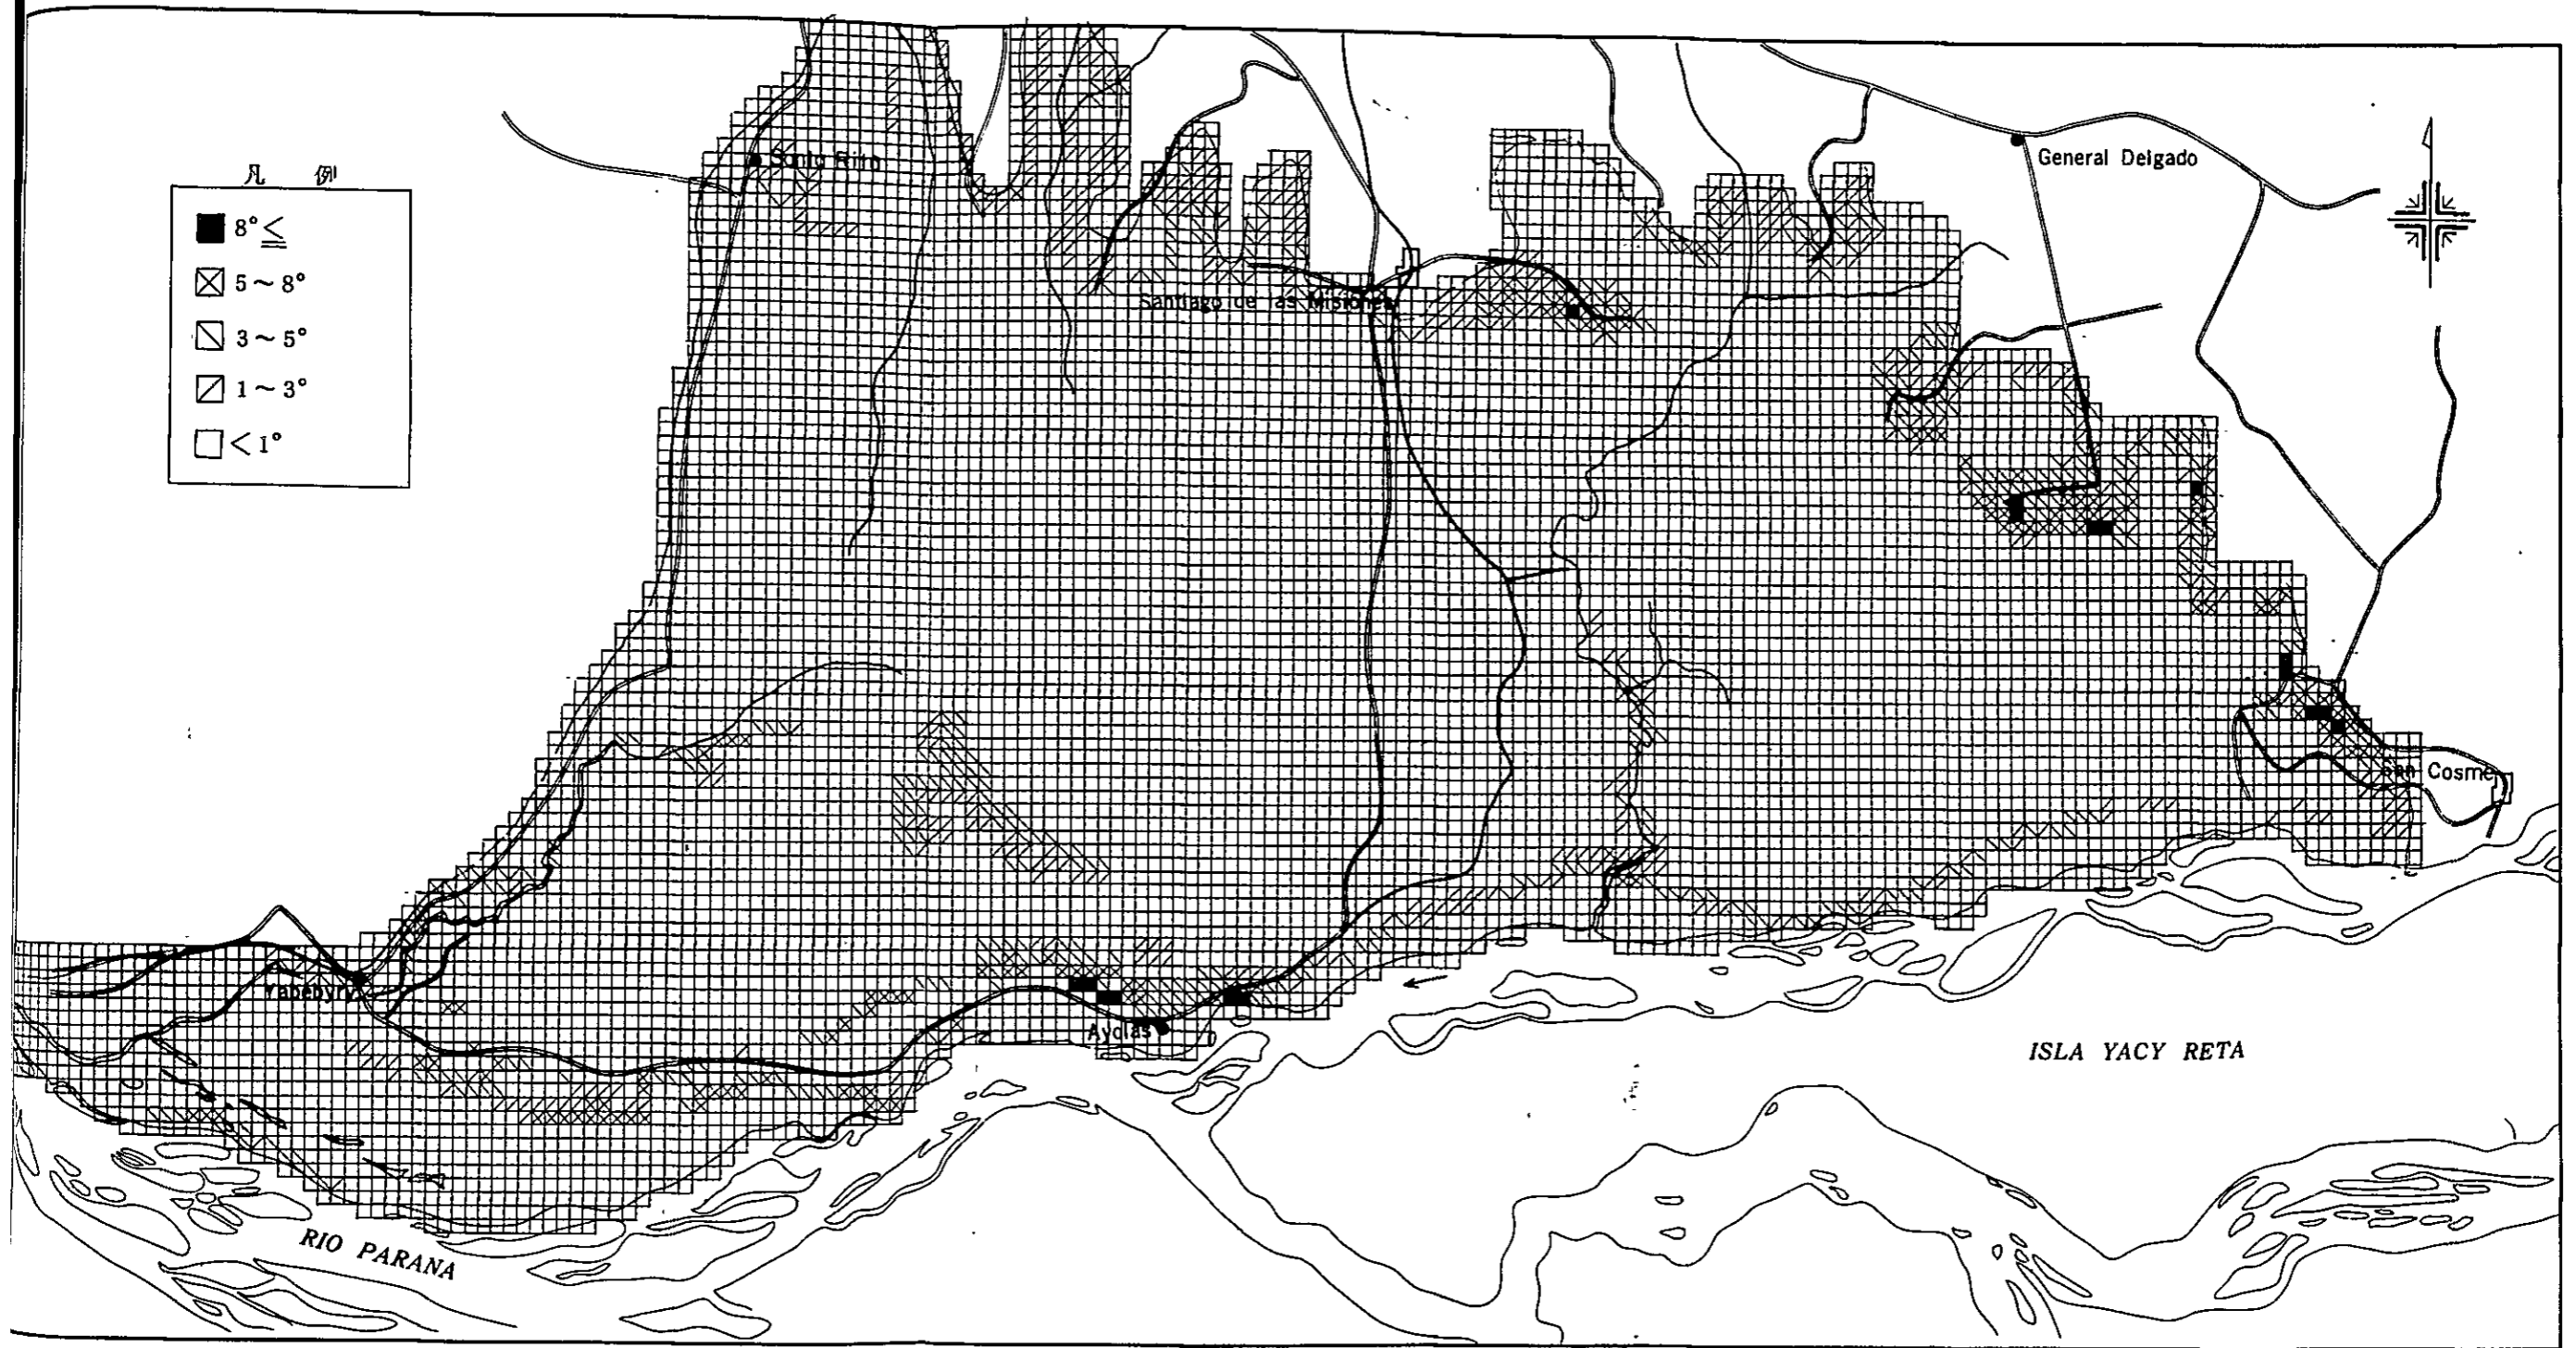 凡 例
8°≦
5~8°
3~5°
1~3°
<1°
General Delgado
Santiago de las Misiones
San Cosme
Yabebyry
Ayolas
ISLA YACY RETA
RIO PARANA